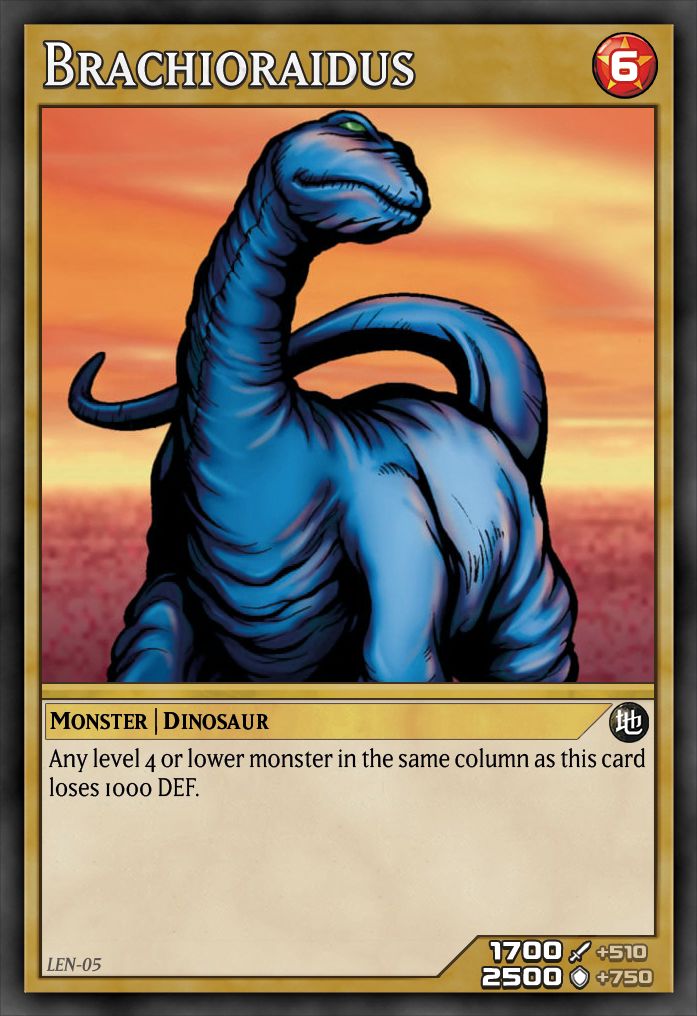 Brachioraidus
6
Monster | Dinosaur
Any level 4 or lower monster in the same column as this card
loses 1000 DEF.
LEN-05
1700 +510
2500 +750